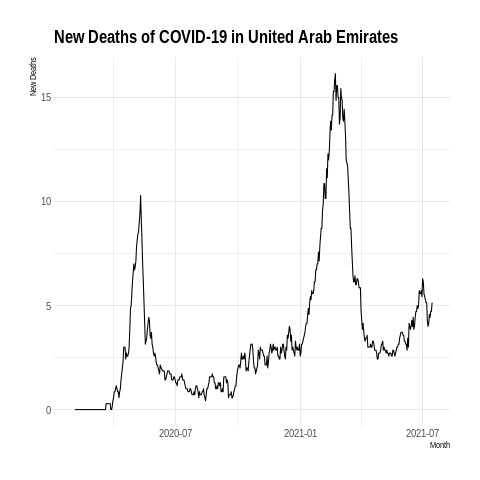 New Deaths of COVID-19 in United Arab Emirates
New Deaths
15
10
5
0
2020-07
2021-01
2021-07
Month